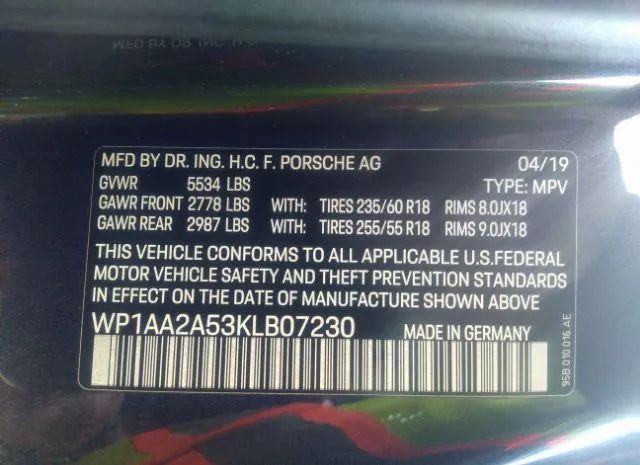 MFD BY DR. ING. H.C. F. PORSCHE AG 04/19
GVWR 5534 LBS TYPE: MPV
GAWR FRONT 2778 LBS WITH: TIRES 235/60 R18 RIMS 8.0JX18
GAWR REAR 2987 LBS WITH: TIRES 255/55 R18 RIMS 9.0JX18
THIS VEHICLE CONFORMS TO ALL APPLICABLE U.S.FEDERAL
MOTOR VEHICLE SAFETY AND THEFT PREVENTION STANDARDS
IN EFFECT ON THE DATE OF MANUFACTURE SHOWN ABOVE
WP1AA2A53KLB07230 MADE IN GERMANY
95B.010.016.AE